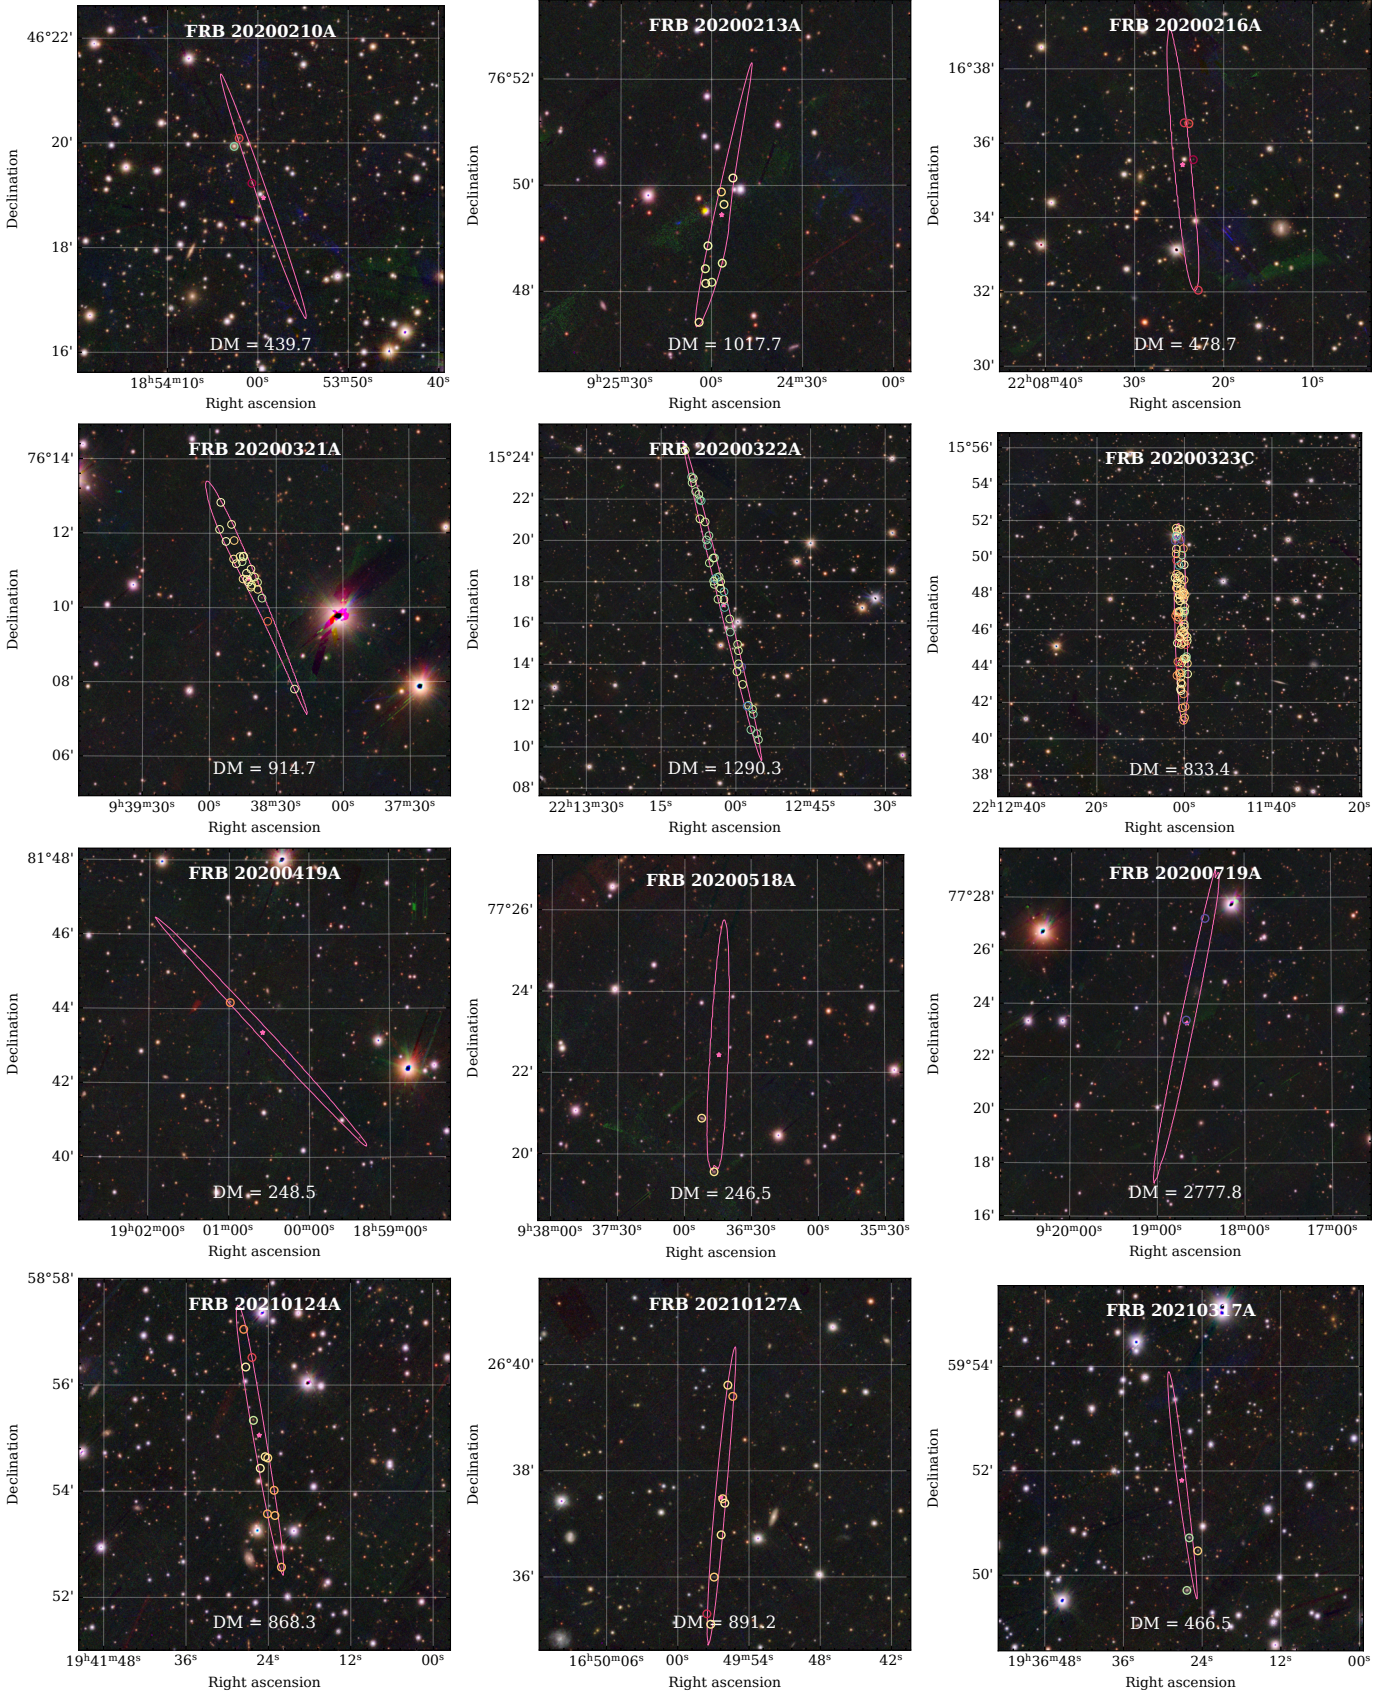 FRB 20200210A
Declination
46°22'
20'
18'
16'
DM = 439.7
18ʰ54ᵐ10ˢ 00ˢ 53ᵐ50ˢ 40ˢ
Right ascension
FRB 20200213A
Declination
76°52'
50'
48'
DM = 1017.7
9ʰ25ᵐ30ˢ 00ˢ 24ᵐ30ˢ 00ˢ
Right ascension
FRB 20200216A
Declination
16°38'
36'
34'
32'
30'
DM = 478.7
22ʰ08ᵐ40ˢ 30ˢ 20ˢ 10ˢ
Right ascension
FRB 20200321A
Declination
76°14'
12'
10'
08'
06'
DM = 914.7
9ʰ39ᵐ30ˢ 00ˢ 38ᵐ30ˢ 00ˢ 37ᵐ30ˢ
Right ascension
FRB 20200322A
Declination
15°24'
22'
20'
18'
16'
14'
12'
10'
08'
DM = 1290.3
22ʰ13ᵐ30ˢ 15ˢ 00ˢ 12ᵐ45ˢ 30ˢ
Right ascension
FRB 20200323C
Declination
15°56'
54'
52'
50'
48'
46'
44'
42'
40'
38'
DM = 833.4
22ʰ12ᵐ40ˢ 20ˢ 00ˢ 11ᵐ40ˢ 20ˢ
Right ascension
FRB 20200419A
Declination
81°48'
46'
44'
42'
40'
DM = 248.5
19ʰ02ᵐ00ˢ 01ᵐ00ˢ 00ᵐ00ˢ 18ʰ59ᵐ00ˢ
Right ascension
FRB 20200518A
Declination
77°26'
24'
22'
20'
DM = 246.5
9ʰ38ᵐ00ˢ 37ᵐ30ˢ 00ˢ 36ᵐ30ˢ 00ˢ 35ᵐ30ˢ
Right ascension
FRB 20200719A
Declination
77°28'
26'
24'
22'
20'
18'
16'
DM = 2777.8
9ʰ20ᵐ00ˢ 19ᵐ00ˢ 18ᵐ00ˢ 17ᵐ00ˢ
Right ascension
FRB 20210124A
Declination
58°58'
56'
54'
52'
DM = 868.3
19ʰ41ᵐ48ˢ 36ˢ 24ˢ 12ˢ 00ˢ
Right ascension
FRB 20210127A
Declination
26°40'
38'
36'
DM = 891.2
16ʰ50ᵐ06ˢ 00ˢ 49ᵐ54ˢ 48ˢ 42ˢ
Right ascension
FRB 20210317A
Declination
59°54'
52'
50'
DM = 466.5
19ʰ36ᵐ48ˢ 36ˢ 24ˢ 12ˢ 00ˢ
Right ascension